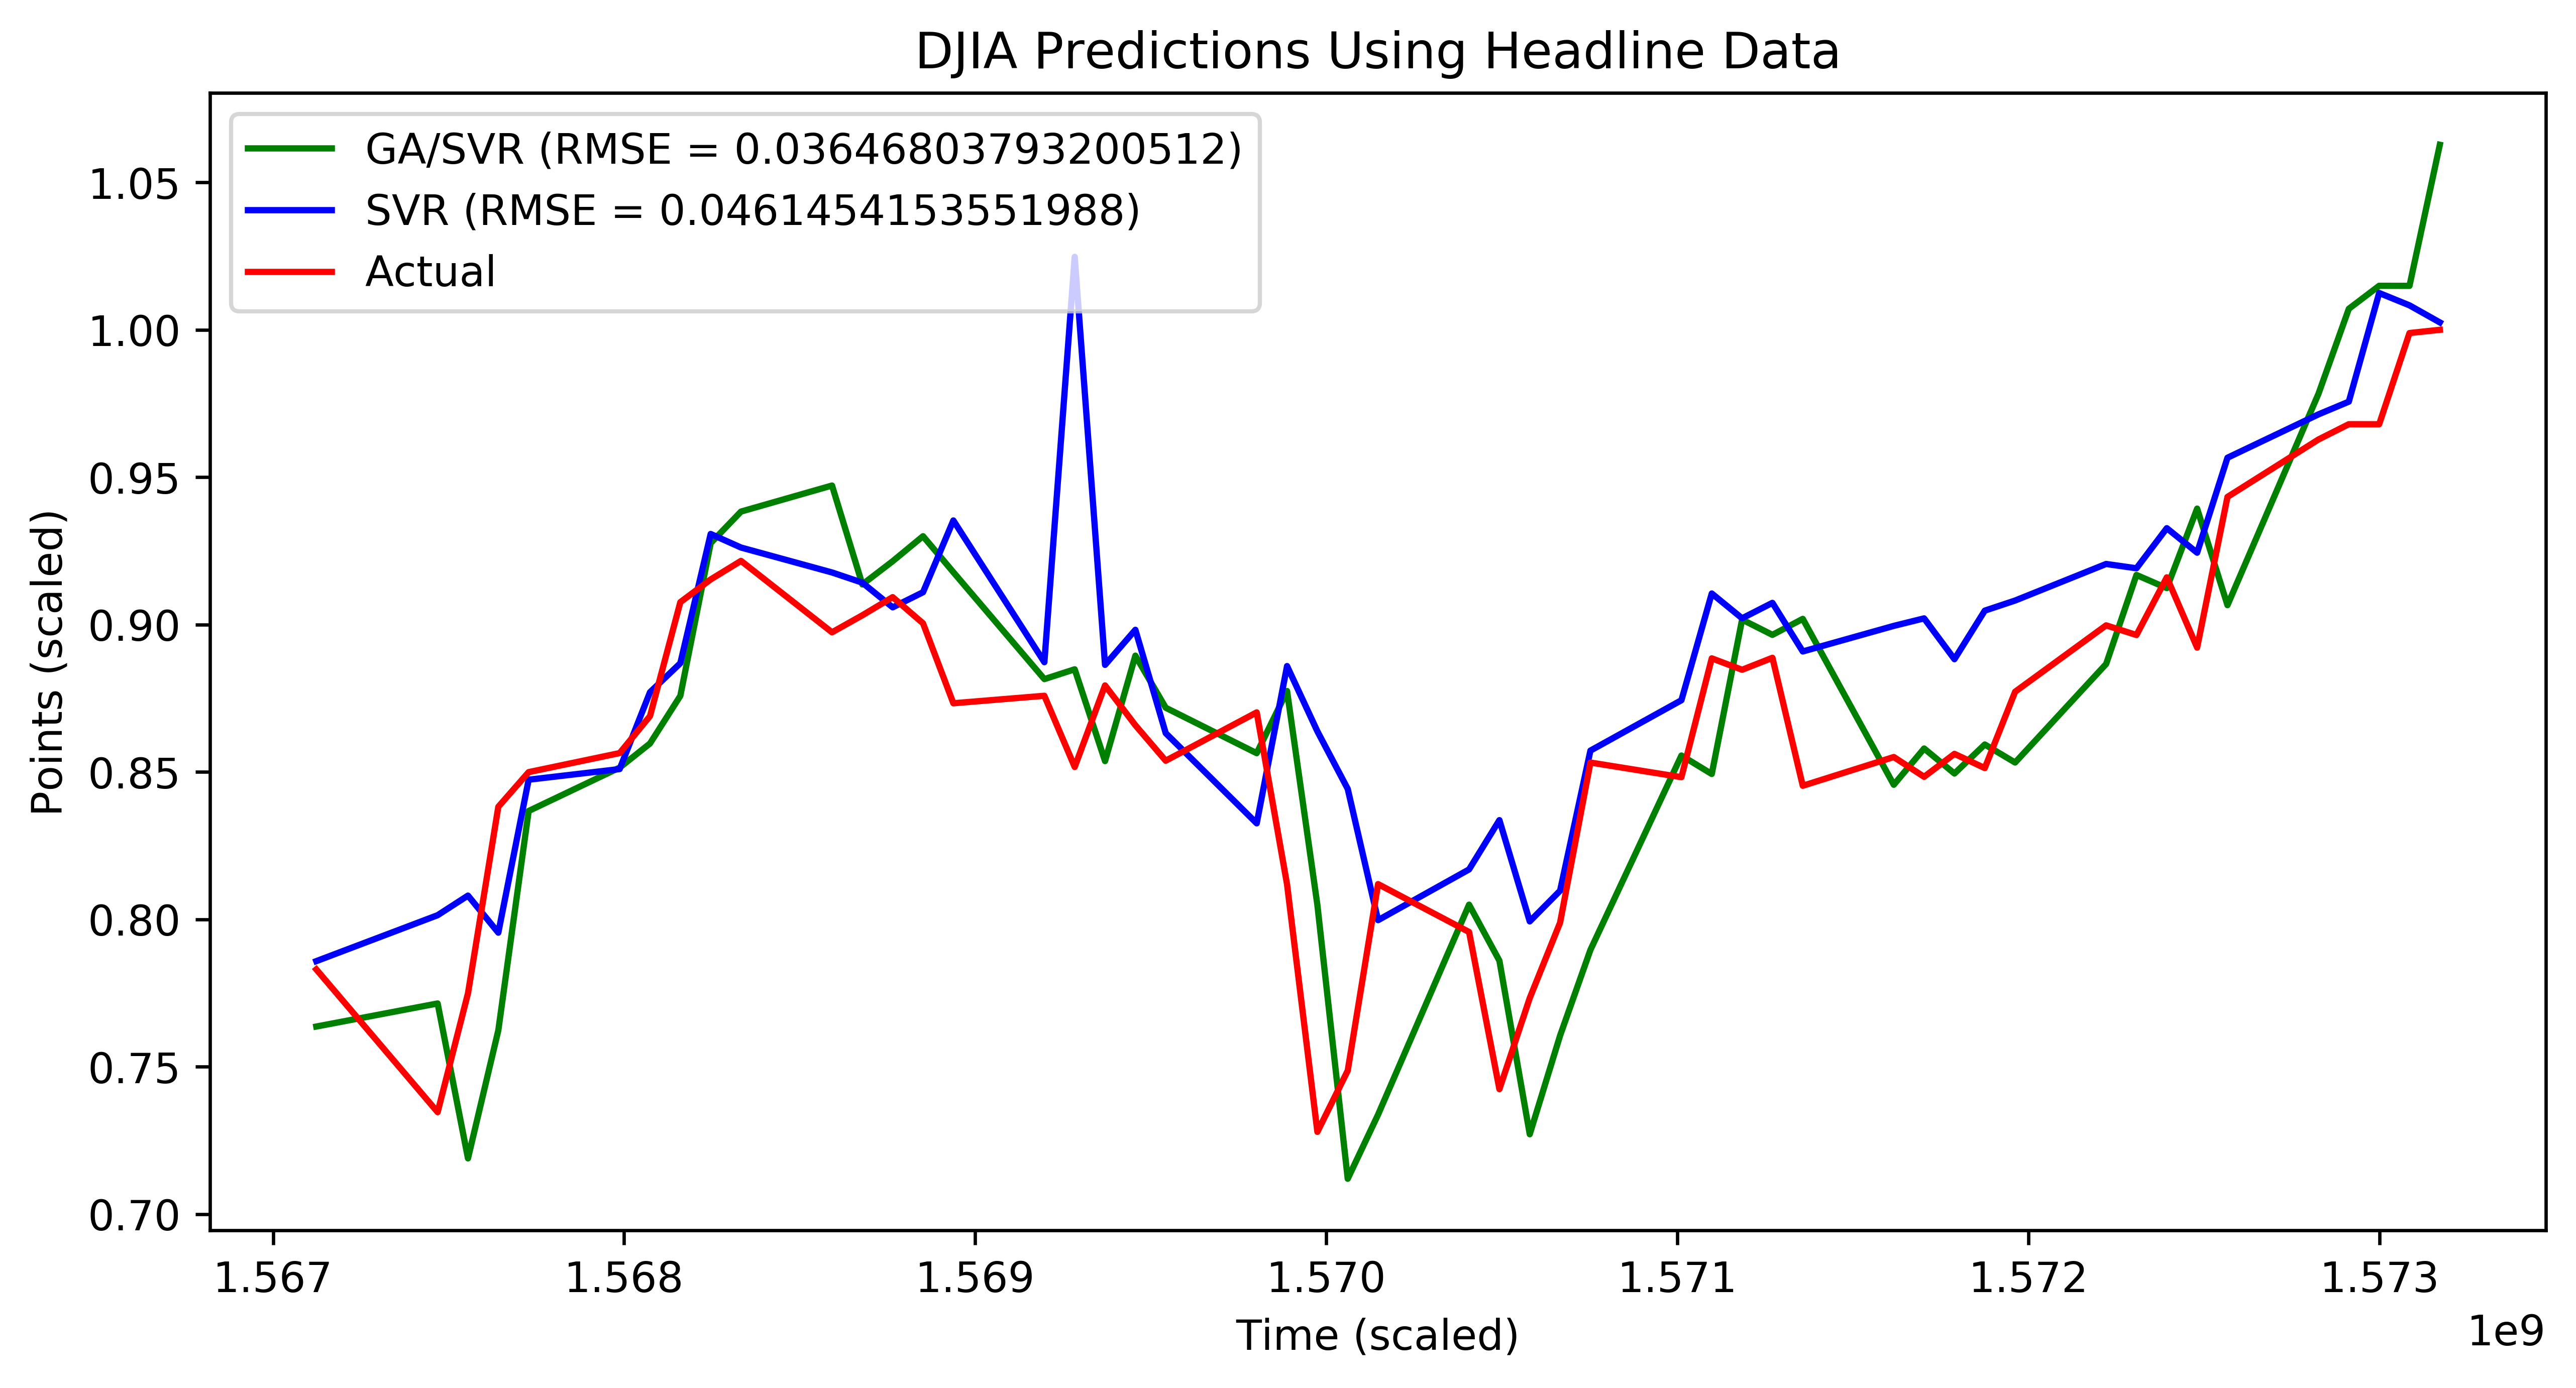 DJIA Predictions Using Headline Data
GA/SVR (RMSE = 0.03646803793200512)
SVR (RMSE = 0.0461454153551988)
Actual
1.05
1.00
0.95
0.90
0.85
0.80
0.75
0.70
Points (scaled)
1.567 1.568 1.569 1.570 1.571 1.572 1.573
1e9
Time (scaled)